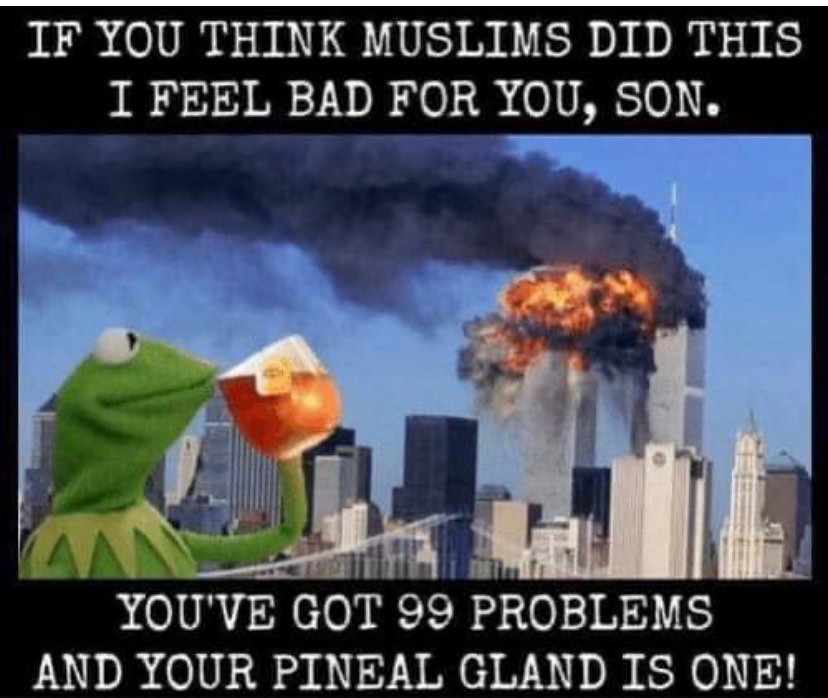 IF YOU THINK MUSLIMS DID THIS
I FEEL BAD FOR YOU, SON.
YOU'VE GOT 99 PROBLEMS
AND YOUR PINEAL GLAND IS ONE!